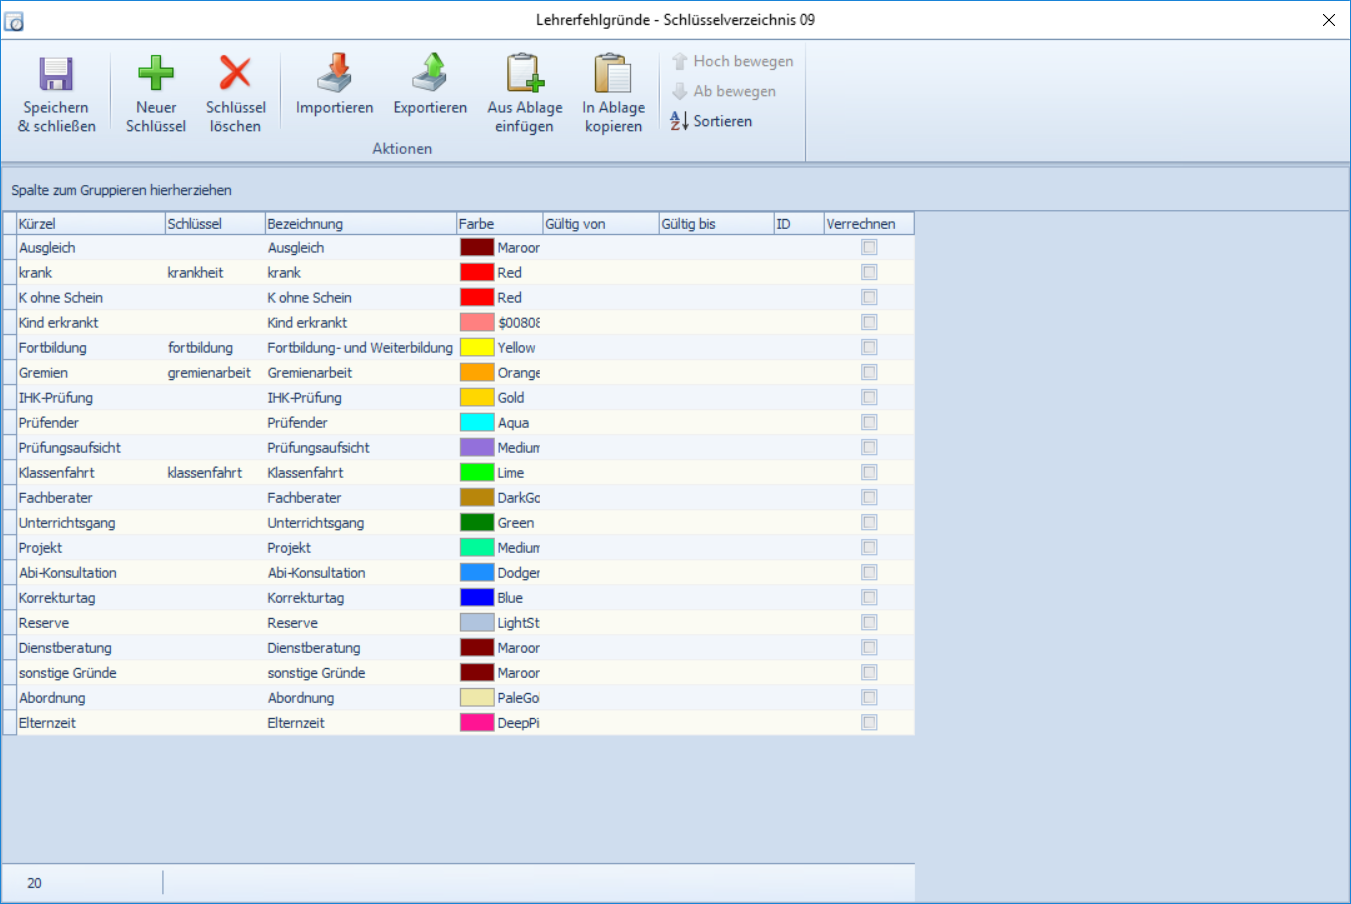 Lehrerfehlgründe - Schlüsselverzeichnis 09
Speichern
& schließen
Neuer
Schlüssel
Schlüssel
löschen
Importieren
Exportieren
Aus Ablage
einfügen
In Ablage
kopieren
Hoch bewegen
Ab bewegen
Sortieren
Aktionen
Spalte zum Gruppieren hierherziehen
Kürzel Schlüssel Bezeichnung Farbe Gültig von Gültig bis ID Verrechnen
Ausgleich Ausgleich Maroon
krank krankheit krank Red
K ohne Schein K ohne Schein Red
Kind erkrankt Kind erkrankt $00808
Fortbildung fortbildung Fortbildung- und Weiterbildung Yellow
Gremien gremienarbeit Gremienarbeit Orange
IHK-Prüfung IHK-Prüfung Gold
Prüfender Prüfender Aqua
Prüfungsaufsicht Prüfungsaufsicht Medium
Klassenfahrt klassenfahrt Klassenfahrt Lime
Fachberater Fachberater DarkGo
Unterrichtsgang Unterrichtsgang Green
Projekt Projekt Medium
Abi-Konsultation Abi-Konsultation Dodger
Korrekturtag Korrekturtag Blue
Reserve Reserve LightSt
Dienstberatung Dienstberatung Maroon
sonstige Gründe sonstige Gründe Maroon
Abordnung Abordnung PaleGo
Elternzeit Elternzeit DeepPi
20